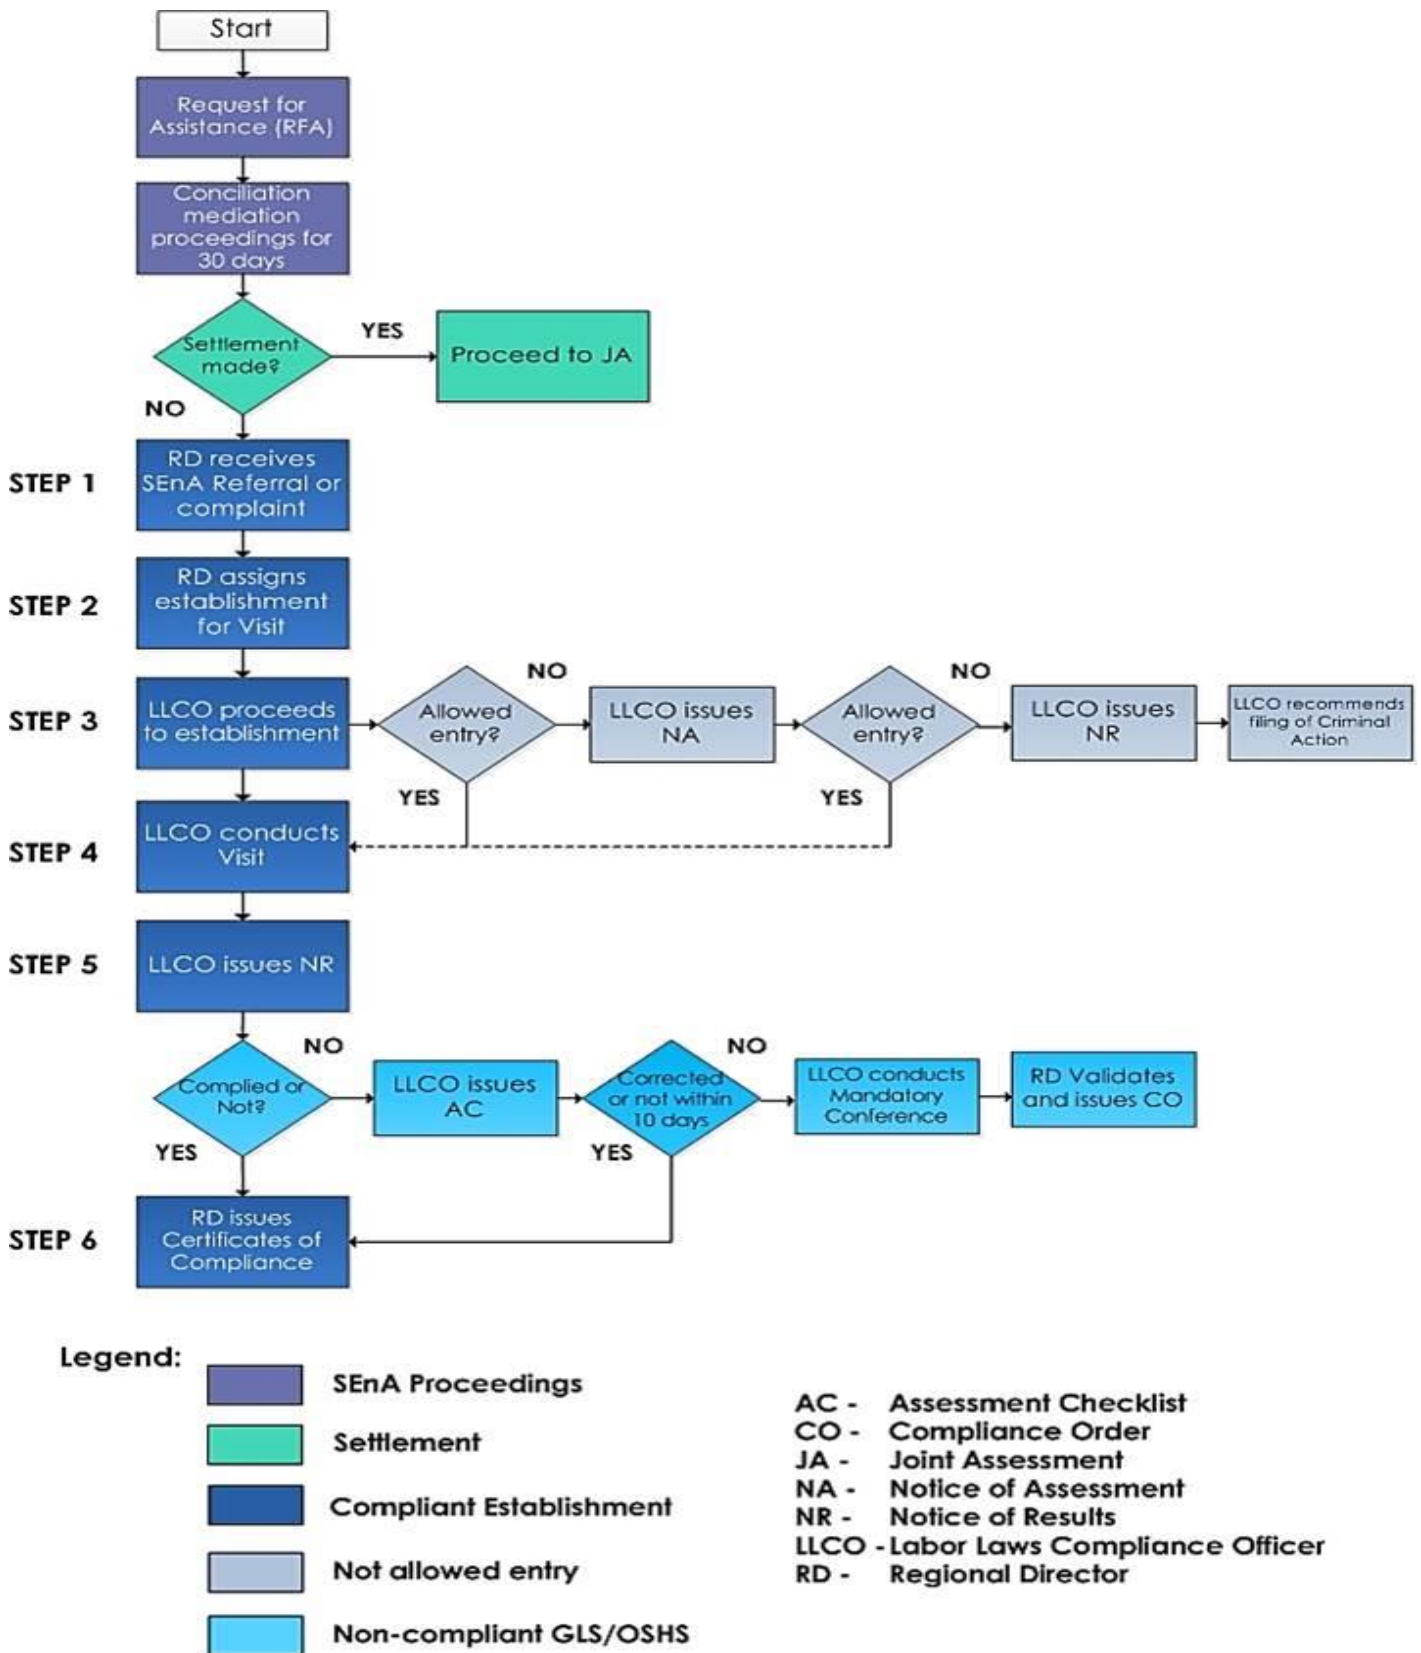 Start
Request for
Assistance (RFA)
Conciliation
mediation
proceedings for
30 days
Settlement
made?
YES
Proceed to JA
NO
STEP 1
RD receives
SEnA Referral or
complaint
STEP 2
RD assigns
establishment
for Visit
STEP 3
LLCO proceeds
to establishment
Allowed
entry?
NO
LLCO issues
NA
Allowed
entry?
NO
LLCO issues
NR
LLCO recommends
filing of Criminal
Action
YES
YES
STEP 4
LLCO conducts
Visit
STEP 5
LLCO issues NR
Complied or
Not?
NO
LLCO issues
AC
Corrected
or not within
10 days
NO
LLCO conducts
Mandatory
Conference
RD Validates
and issues CO
YES
YES
STEP 6
RD issues
Certificates of
Compliance
Legend:
SEnA Proceedings
Settlement
Compliant Establishment
Not allowed entry
Non-compliant GLS/OSHS
AC - Assessment Checklist
CO - Compliance Order
JA - Joint Assessment
NA - Notice of Assessment
NR - Notice of Results
LLCO - Labor Laws Compliance Officer
RD - Regional Director